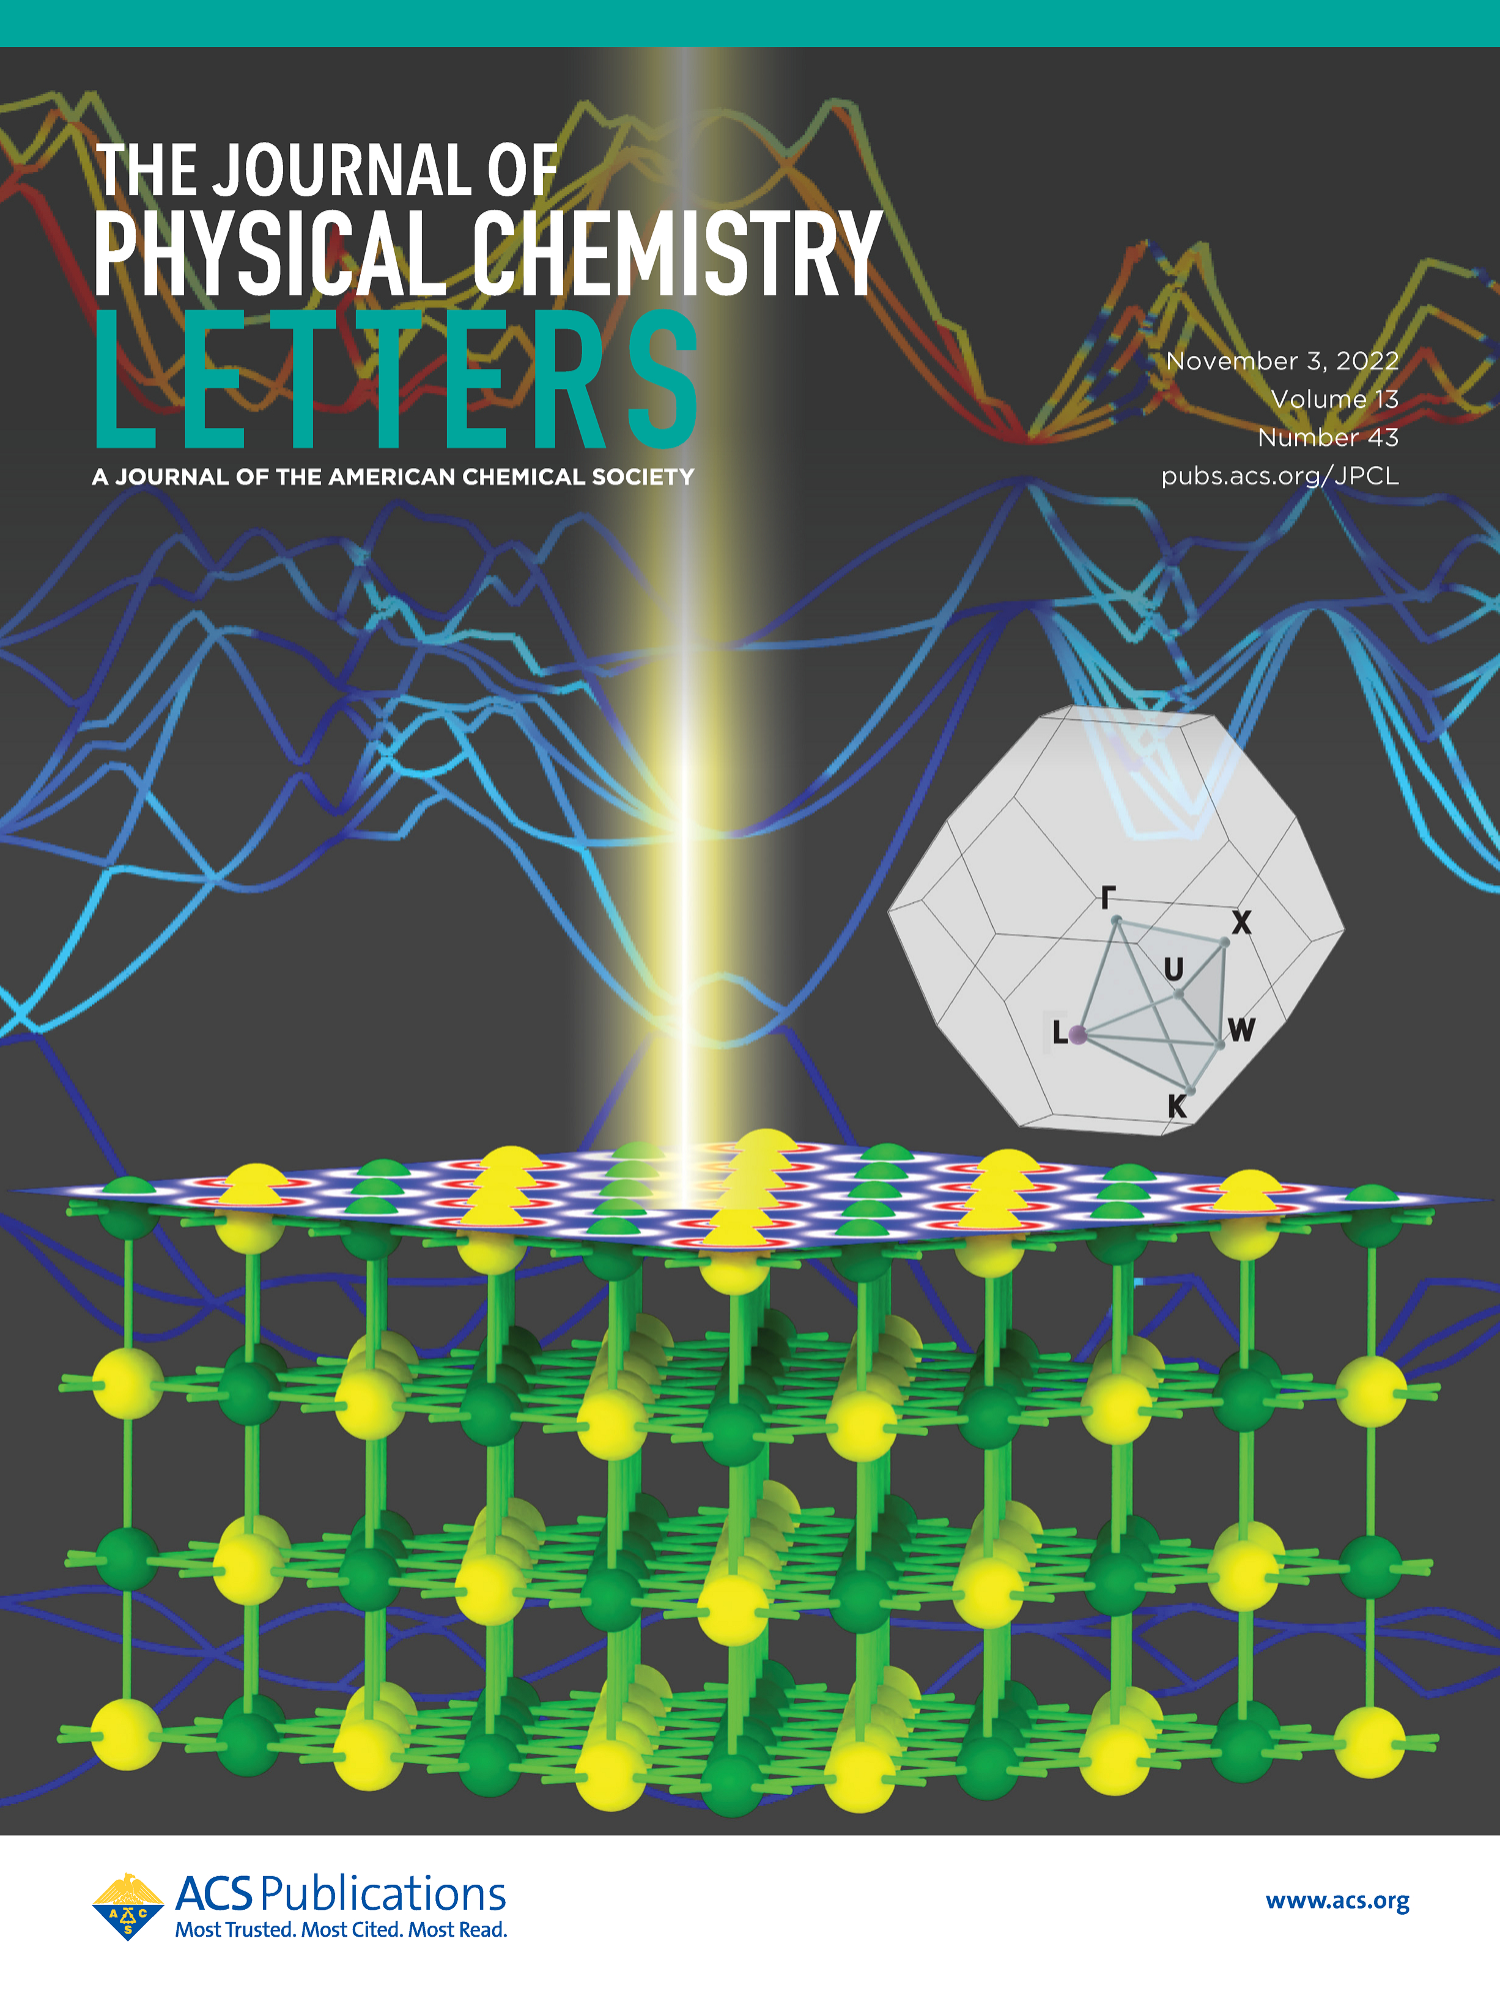 THE JOURNAL OF
PHYSICAL CHEMISTRY
LETTERS
A JOURNAL OF THE AMERICAN CHEMICAL SOCIETY
November 3, 2022
Volume 13
Number 43
pubs.acs.org/JPCL
Γ
X
U
L
W
K
A C S
ACS Publications
Most Trusted. Most Cited. Most Read.
www.acs.org